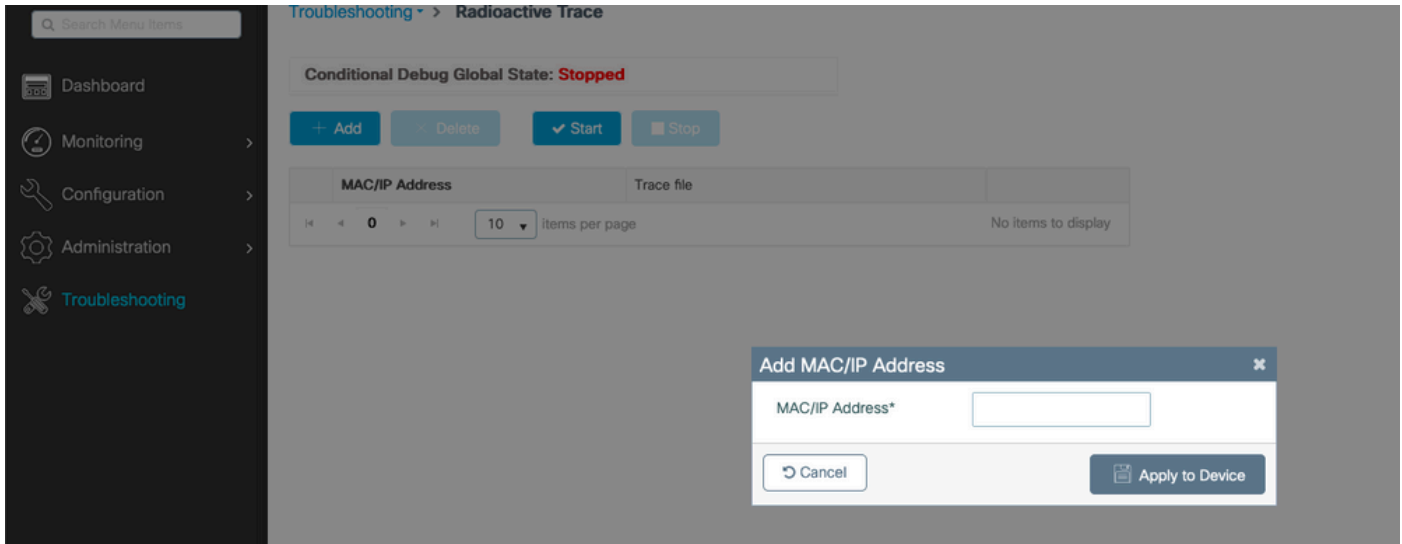 Search Menu Items
Troubleshooting > Radioactive Trace
Dashboard
Monitoring >
Configuration >
Administration >
Troubleshooting
Conditional Debug Global State: Stopped
+ Add × Delete ✔ Start Stop
MAC/IP Address Trace file
0 10 items per page No items to display
Add MAC/IP Address
MAC/IP Address*
Cancel Apply to Device